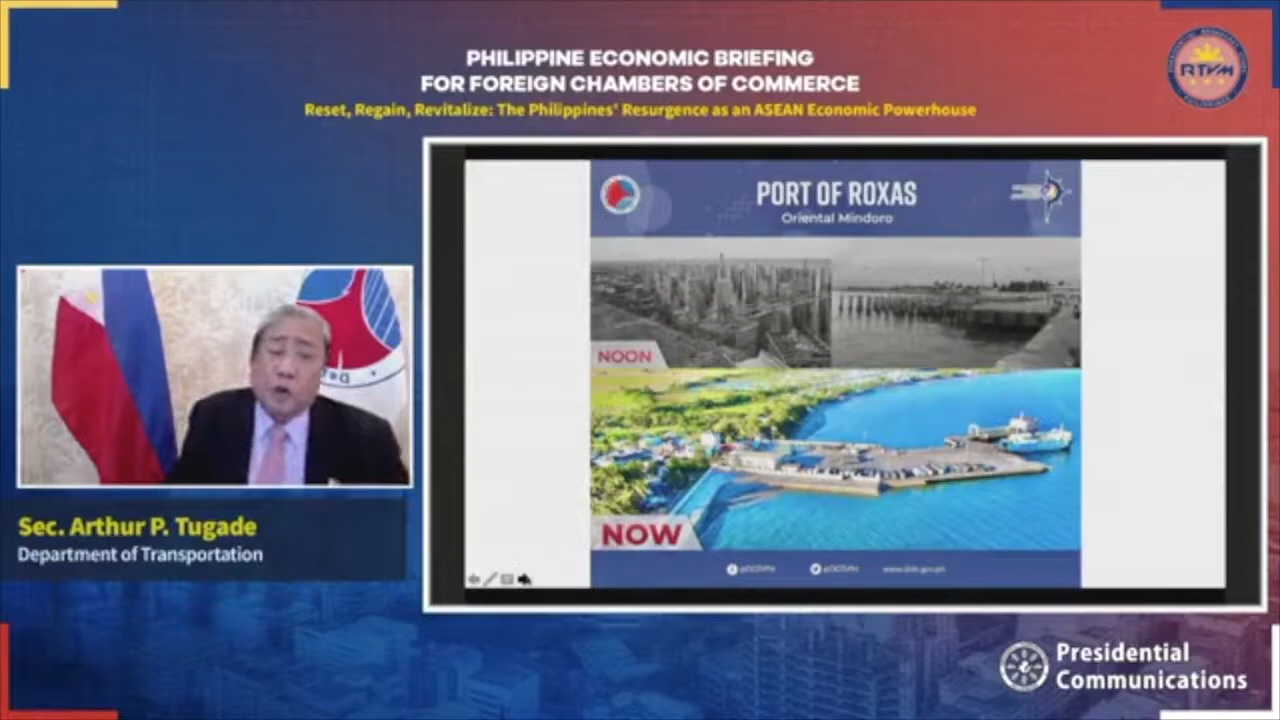 PHILIPPINE ECONOMIC BRIEFING
FOR FOREIGN CHAMBERS OF COMMERCE
Reset, Regain, Revitalize: The Philippines' Resurgence as an ASEAN Economic Powerhouse
RTVM
PORT OF ROXAS
Oriental Mindoro
NOON
NOW
Sec. Arthur P. Tugade
Department of Transportation
Presidential
Communications